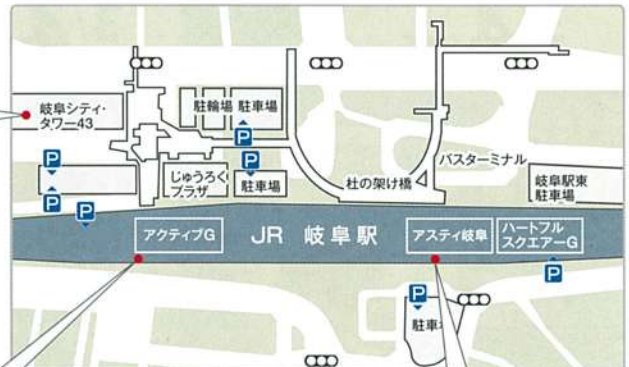 岐阜シティ・
タワー43
駐輪場
駐車場
P
P
P
P
P
じゅうろく
プラザ
駐車場
杜の架け橋
バスターミナル
岐阜駅東
駐車場
アクティブG
JR 岐阜駅
アスティ岐阜
ハートフル
スクエアーG
P
P
駐車